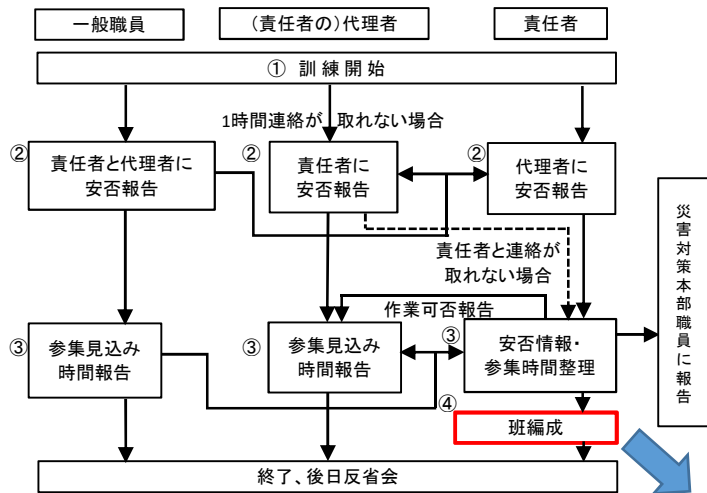 一般職員
(責任者の)代理者
責任者
① 訓練開始
1時間連絡が 取れない場合
②
責任者と代理者に
安否報告
②
責任者に
安否報告
②
代理者に
安否報告
災害対策本部職員に報告
責任者と連絡が
取れない場合
作業可否報告
③
参集見込み
時間報告
③
参集見込み
時間報告
③
安否情報・
参集時間整理
④
班編成
終了、後日反省会